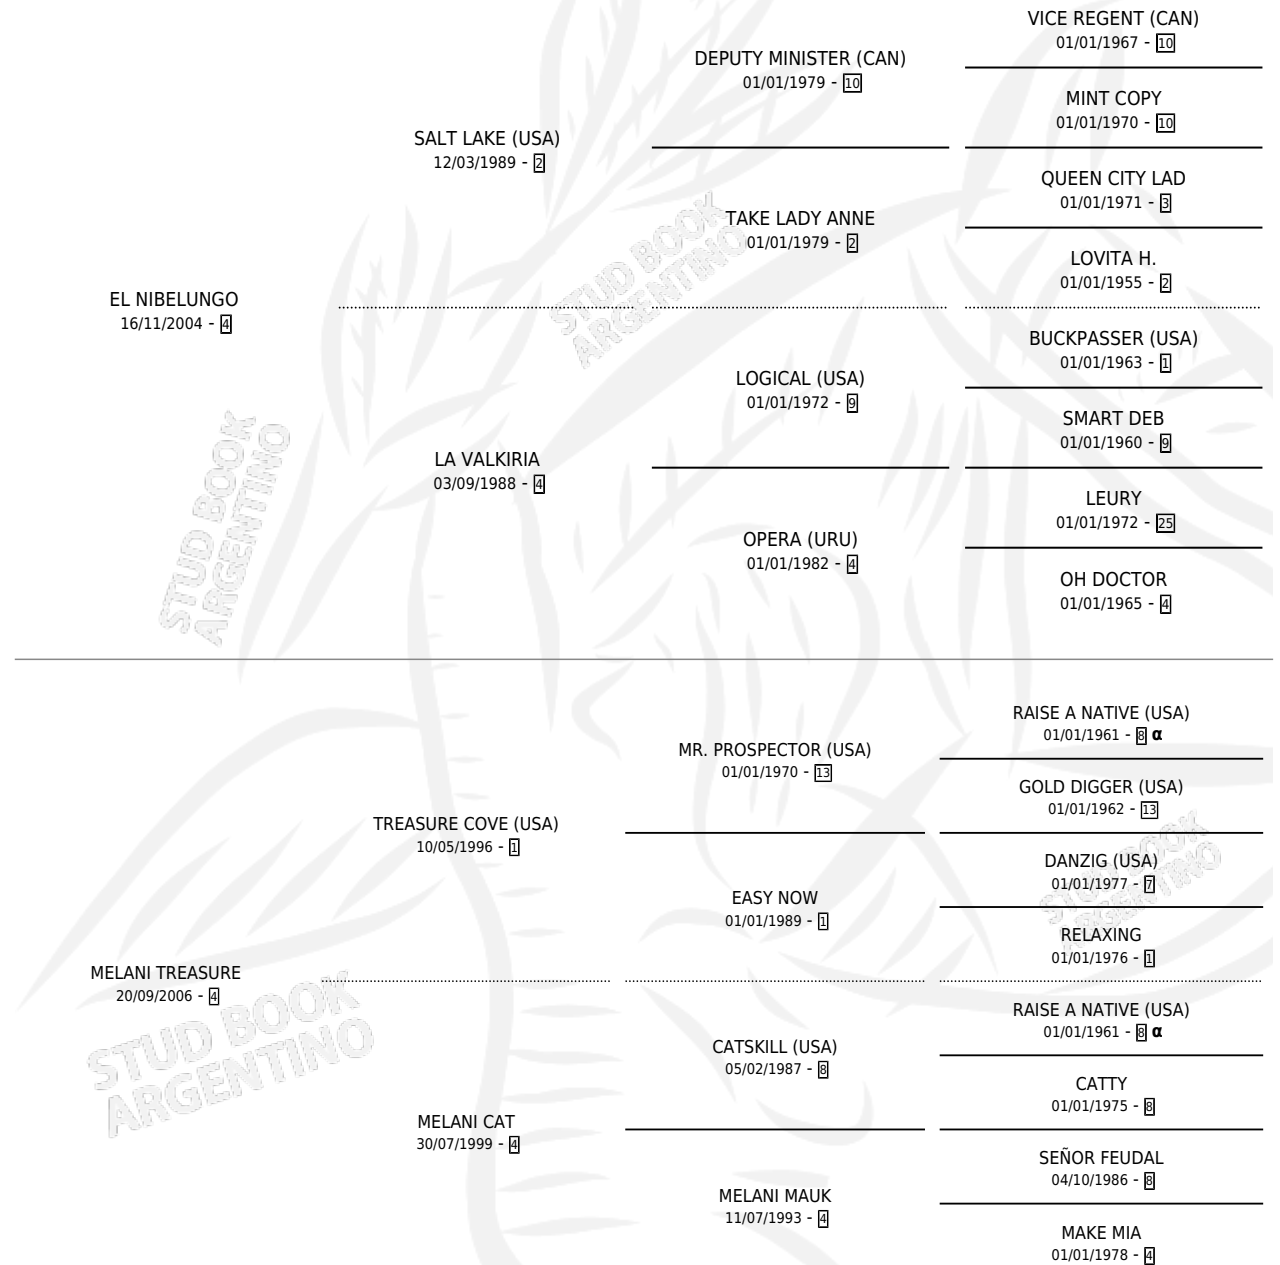 VICE REGENT (CAN)
01/01/1967 - 10
DEPUTY MINISTER (CAN)
01/01/1979 - 10
MINT COPY
01/01/1970 - 10
SALT LAKE (USA)
12/03/1989 - 2
QUEEN CITY LAD
01/01/1971 - 3
TAKE LADY ANNE
01/01/1979 - 2
LOVITA H.
01/01/1955 - 2
EL NIBELUNGO
16/11/2004 - 4
BUCKPASSER (USA)
01/01/1963 - 1
LOGICAL (USA)
01/01/1972 - 9
SMART DEB
01/01/1960 - 9
LA VALKIRIA
03/09/1988 - 4
LEURY
01/01/1972 - 25
OPERA (URU)
01/01/1982 - 4
OH DOCTOR
01/01/1965 - 4
RAISE A NATIVE (USA)
01/01/1961 - 8 α
MR. PROSPECTOR (USA)
01/01/1970 - 13
GOLD DIGGER (USA)
01/01/1962 - 13
TREASURE COVE (USA)
10/05/1996 - 1
DANZIG (USA)
01/01/1977 - 7
EASY NOW
01/01/1989 - 1
RELAXING
01/01/1976 - 1
MELANI TREASURE
20/09/2006 - 4
RAISE A NATIVE (USA)
01/01/1961 - 8 α
CATSKILL (USA)
05/02/1987 - 8
CATTY
01/01/1975 - 8
MELANI CAT
30/07/1999 - 4
SEÑOR FEUDAL
04/10/1986 - 8
MELANI MAUK
11/07/1993 - 4
MAKE MIA
01/01/1978 - 4
STUD BOOK
ARGENTINO
STUD BOOK
ARGENTINO
STUD BOOK
ARGENTINO
STUD BOOK
ARGENTINO